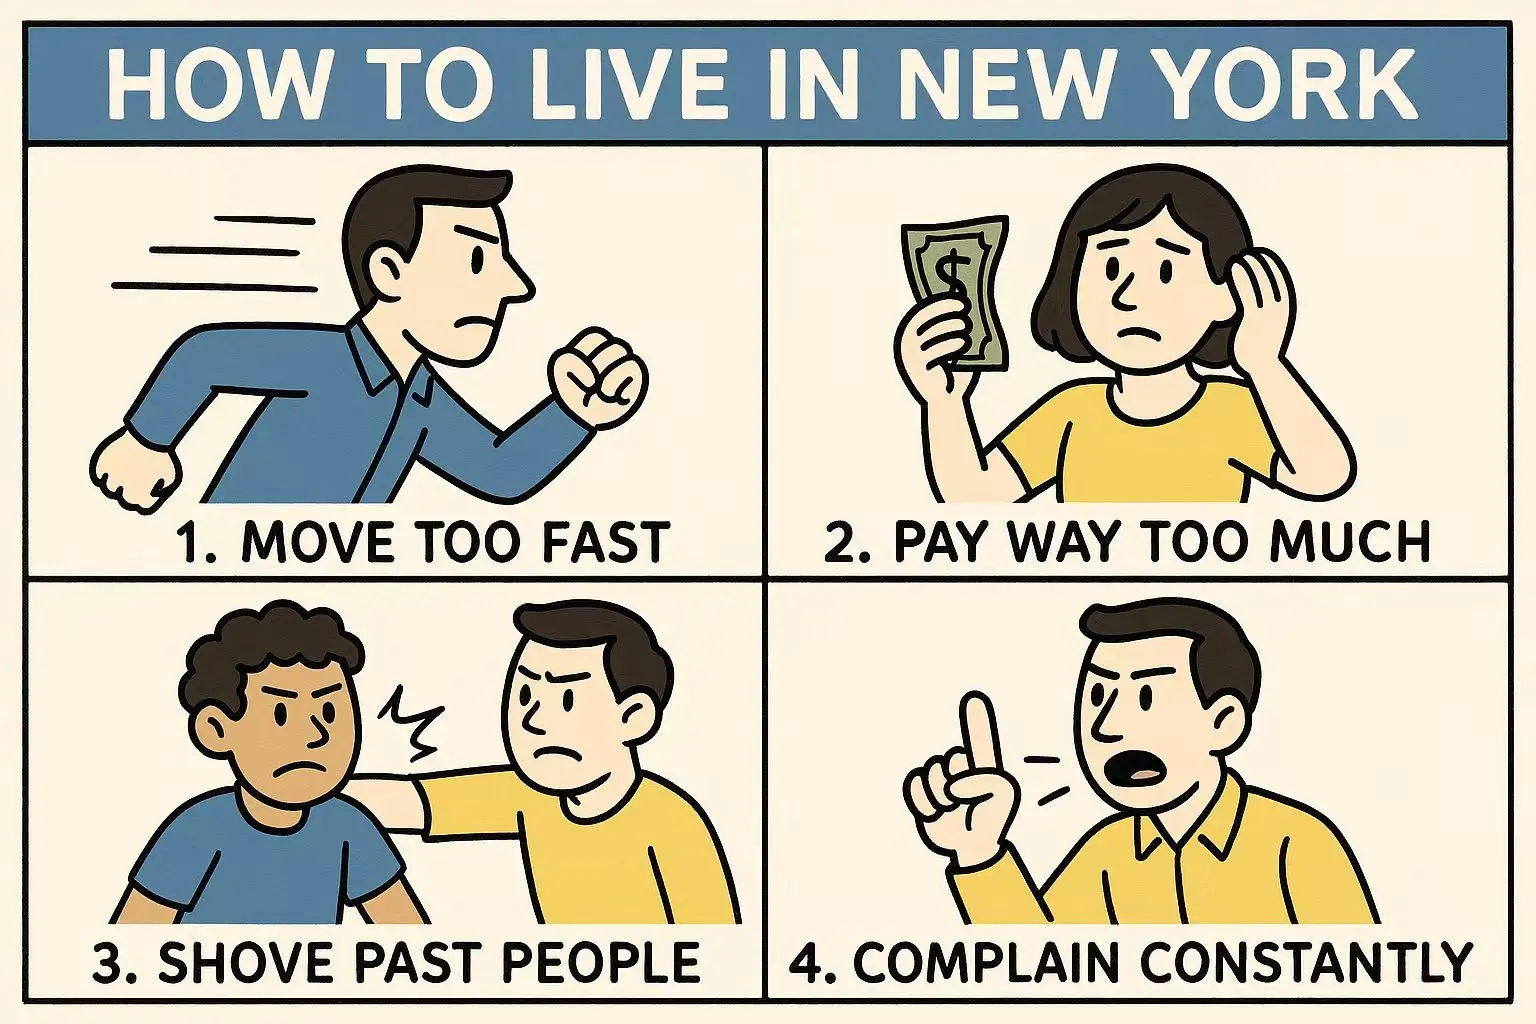 HOW TO LIVE IN NEW YORK
$
1. MOVE TOO FAST
2. PAY WAY TOO MUCH
3. SHOVE PAST PEOPLE
4. COMPLAIN CONSTANTLY